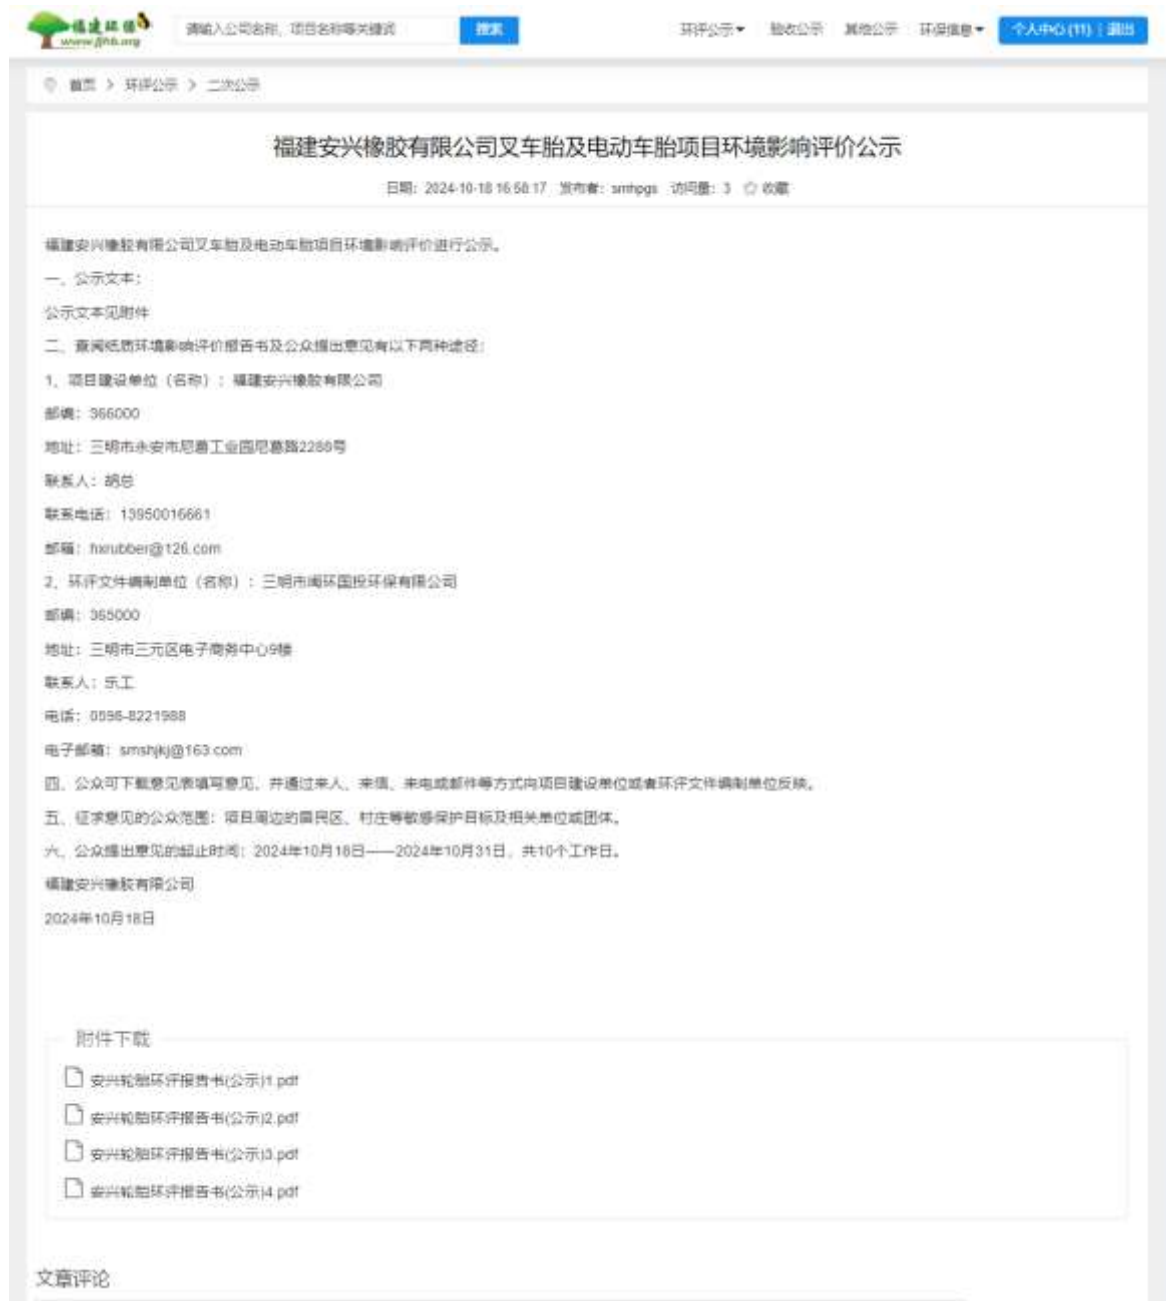 福建环保
www.fjhb.org
请输入公司名称、项目名称等关键词
搜索
环评公示 验收公示 其他公示 环保信息 个人中心 (11) | 退出
首页 > 环评公示 > 二次公示
福建安兴橡胶有限公司叉车胎及电动车胎项目环境影响评价公示
日期：2024-10-18 16:58:17 发布者：smhpgs 访问量：3 收藏
福建安兴橡胶有限公司叉车胎及电动车胎项目环境影响评价进行公示。
一、公示文本：
公示文本见附件
二、查阅纸质环境影响评价报告书及公众提出意见有以下两种途径：
1、项目建设单位（名称）：福建安兴橡胶有限公司
邮编：366000
地址：三明市永安市尼葛工业园尼葛路2288号
联系人：胡总
联系电话：13950016661
邮箱：hxrubber@126.com
2、环评文件编制单位（名称）：三明市闽环国投环保有限公司
邮编：365000
地址：三明市三元区电子商务中心9楼
联系人：乐工
电话：0598-8221988
电子邮箱：smshjkj@163.com
四、公众可下载意见表填写意见，并通过来人、来信、来电或邮件等方式向项目建设单位或者环评文件编制单位反映。
五、征求意见的公众范围：项目周边的居民区、村庄等敏感保护目标及相关单位或团体。
六、公众提出意见的起止时间：2024年10月18日——2024年10月31日，共10个工作日。
福建安兴橡胶有限公司
2024年10月18日
附件下载
安兴轮胎环评报告书(公示)1.pdf
安兴轮胎环评报告书(公示)2.pdf
安兴轮胎环评报告书(公示)3.pdf
安兴轮胎环评报告书(公示)4.pdf
文章评论